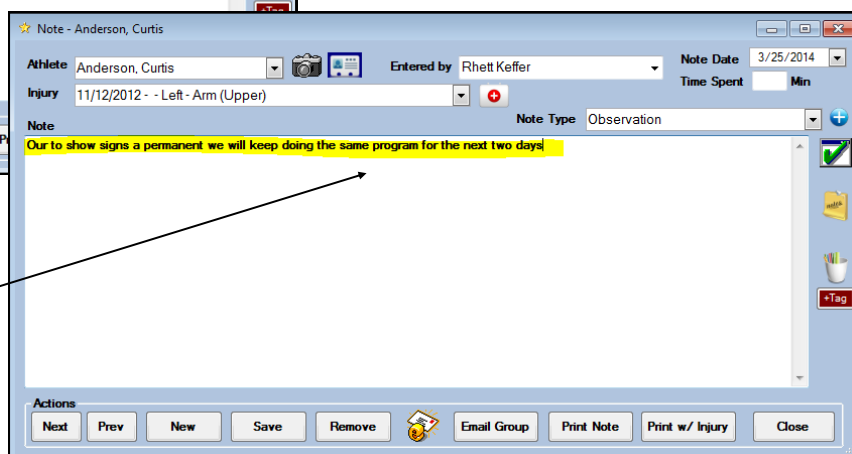 +Tag
Note - Anderson, Curtis
Athlete Anderson, Curtis Entered by Rhett Keffer Note Date 3/25/2014
Time Spent Min
Injury 11/12/2012 - - Left - Arm (Upper)
Note Type Observation
Note
Our to show signs a permanent we will keep doing the same program for the next two days
+Tag
Actions
Next Prev New Save Remove Email Group Print Note Print w/ Injury Close